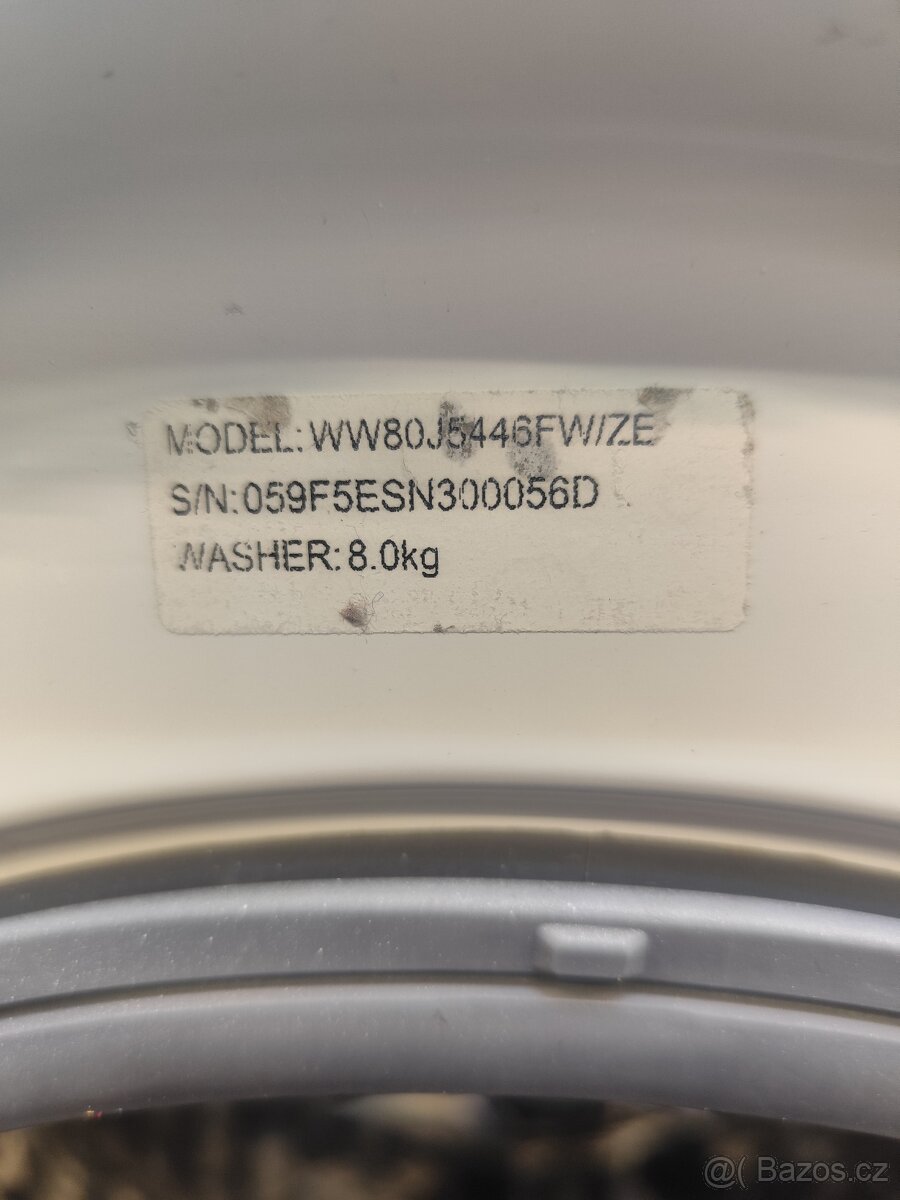 MODEL: WW80J5446FW/ZE
S/N: 059F5ESN300056D
WASHER: 8.0kg
@( Bazos.cz